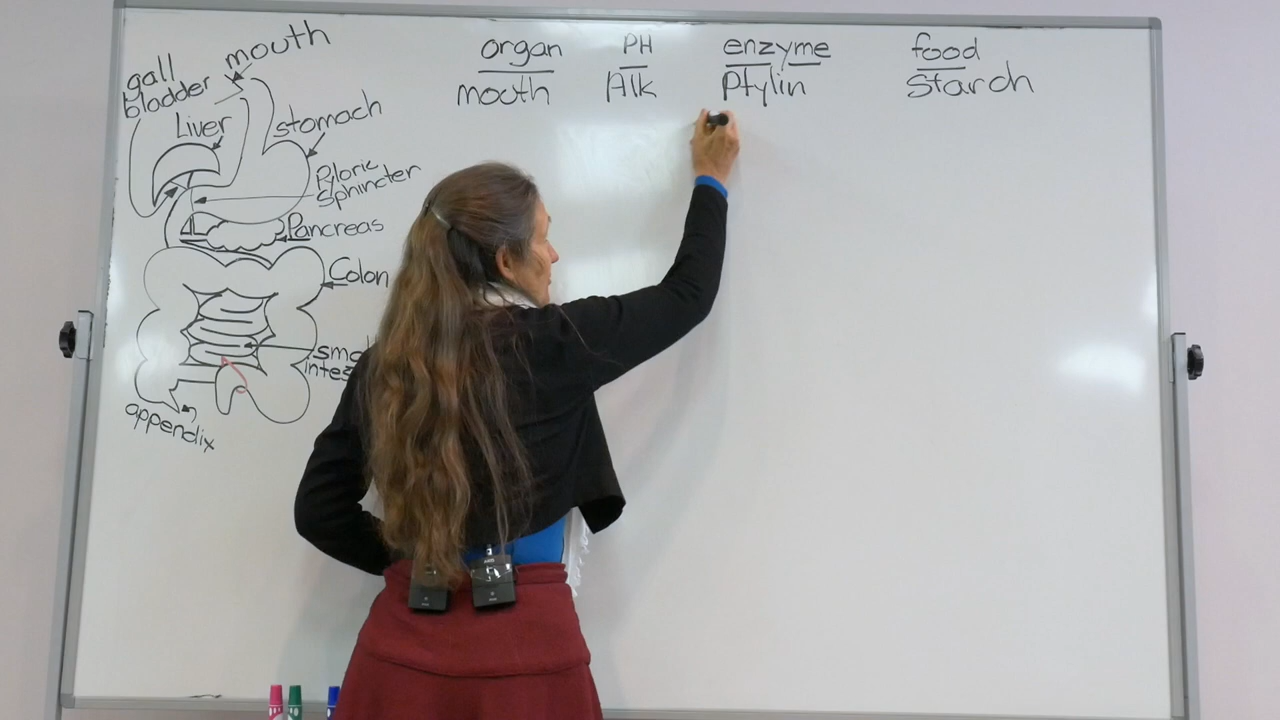 mouth
gall
bladder
Liver
stomach
Pyloric
Sphincter
Pancreas
Colon
appendix
organ PH enzyme food
mouth Alk Ptylin Starch